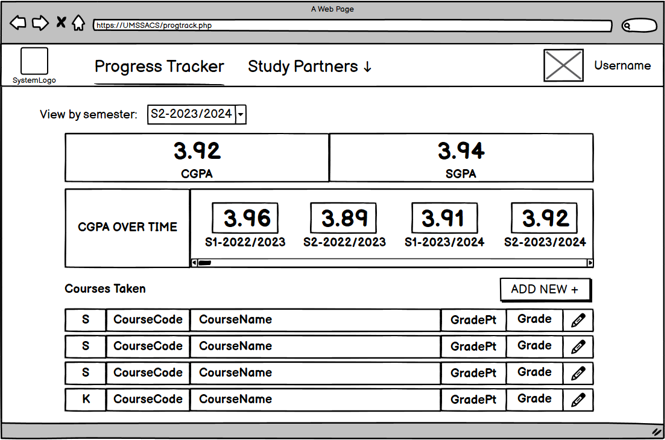 A Web Page
https://UMSSACS/progtrack.php
SystemLogo
Progress Tracker Study Partners ↓
Username
View by semester: S2-2023/2024
3.92 3.94
CGPA SGPA
CGPA OVER TIME
3.96 3.89 3.91 3.92
S1-2022/2023 S2-2022/2023 S1-2023/2024 S2-2023/2024
Courses Taken ADD NEW +
S CourseCode CourseName GradePt Grade
S CourseCode CourseName GradePt Grade
S CourseCode CourseName GradePt Grade
K CourseCode CourseName GradePt Grade